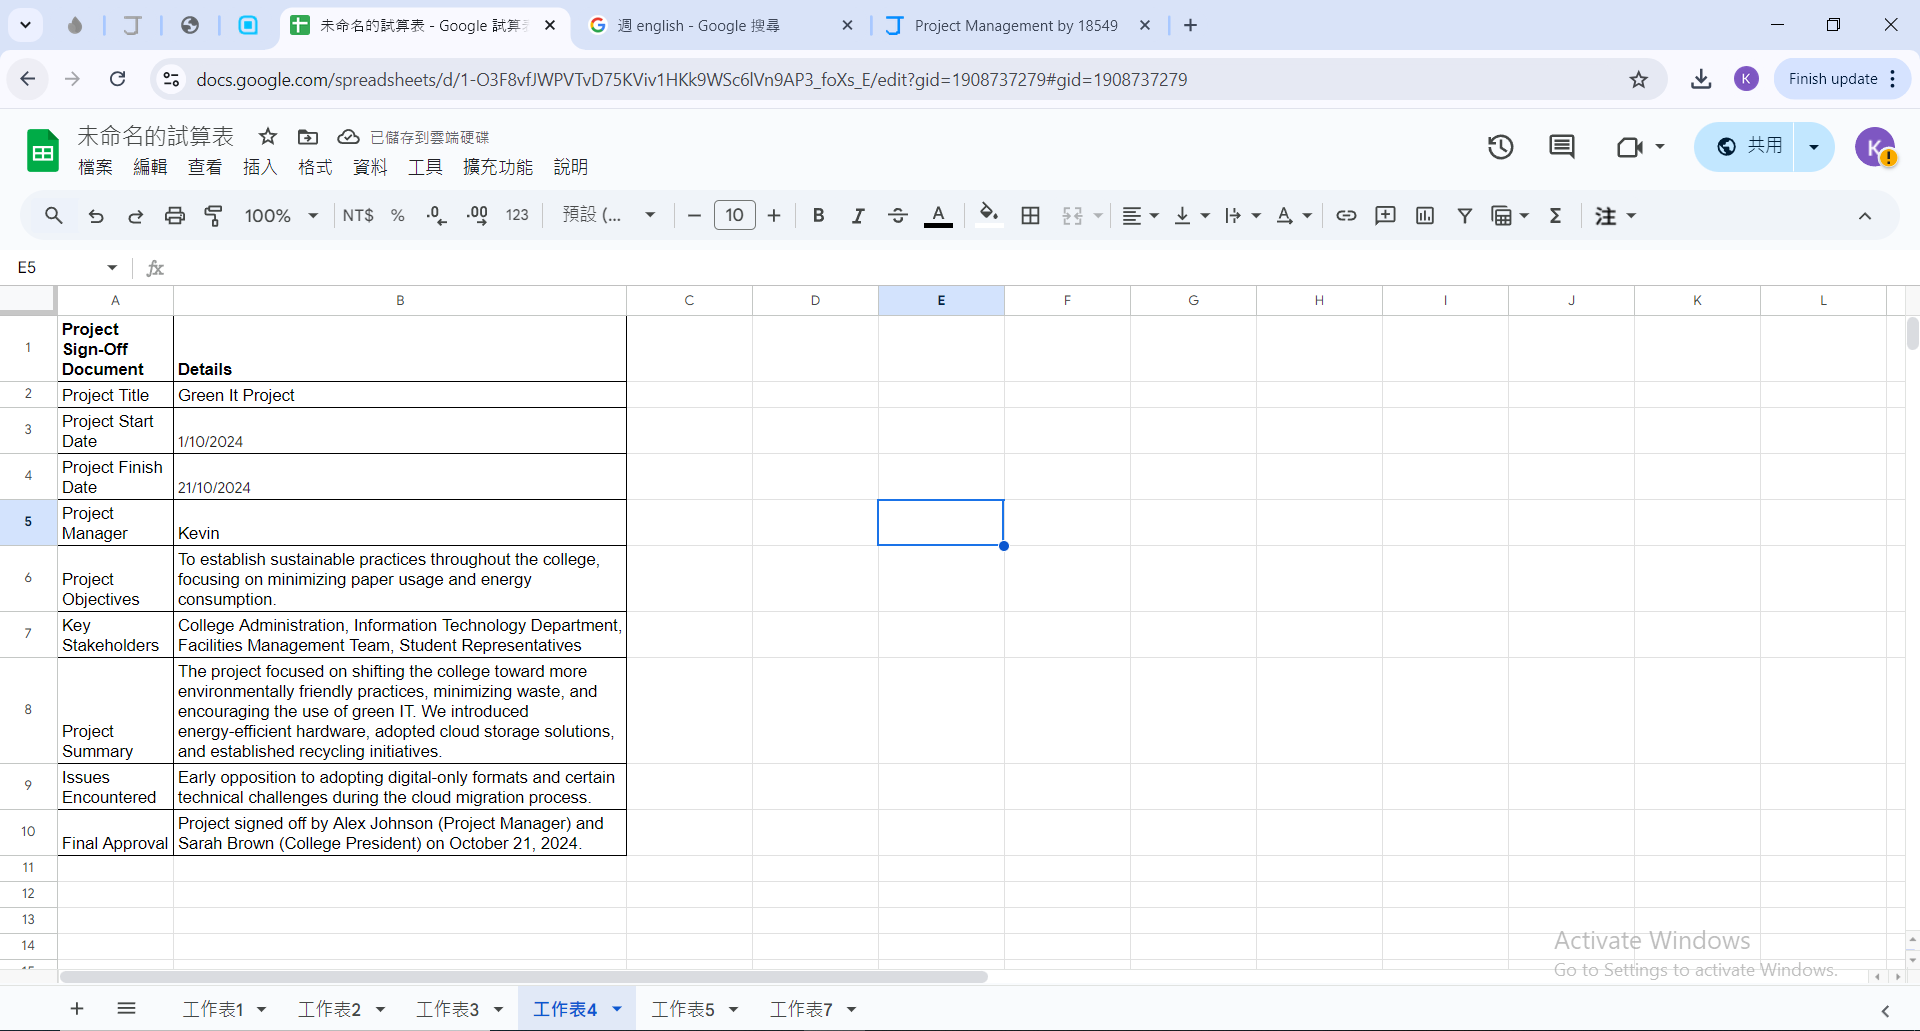 未命名的試算表 - Google 試算表
週 english - Google 搜尋
Project Management by 18549
docs.google.com/spreadsheets/d/1-O3F8vfJWPVTvD75KViv1HKk9WSc6lVn9AP3_foXs_E/edit?gid=1908737279#gid=1908737279
K
Finish update
未命名的試算表
已儲存到雲端硬碟
檔案 編輯 查看 插入 格式 資料 工具 擴充功能 說明
共用
K
100% NT$ % .0 .00 123 預設 (... 10 B I A 注
E5
fx
A B C D E F G H I J K L
1 Project Sign-Off Document Details
2 Project Title Green It Project
3 Project Start Date 1/10/2024
4 Project Finish Date 21/10/2024
5 Project Manager Kevin
6 Project Objectives To establish sustainable practices throughout the college,
focusing on minimizing paper usage and energy
consumption.
7 Key Stakeholders College Administration, Information Technology Department,
Facilities Management Team, Student Representatives
8 Project Summary The project focused on shifting the college toward more
environmentally friendly practices, minimizing waste, and
encouraging the use of green IT. We introduced
energy-efficient hardware, adopted cloud storage solutions,
and established recycling initiatives.
9 Issues Encountered Early opposition to adopting digital-only formats and certain
technical challenges during the cloud migration process.
10 Final Approval Project signed off by Alex Johnson (Project Manager) and
Sarah Brown (College President) on October 21, 2024.
11
12
13
14
Activate Windows
Go to Settings to activate Windows.
工作表1 工作表2 工作表3 工作表4 工作表5 工作表7